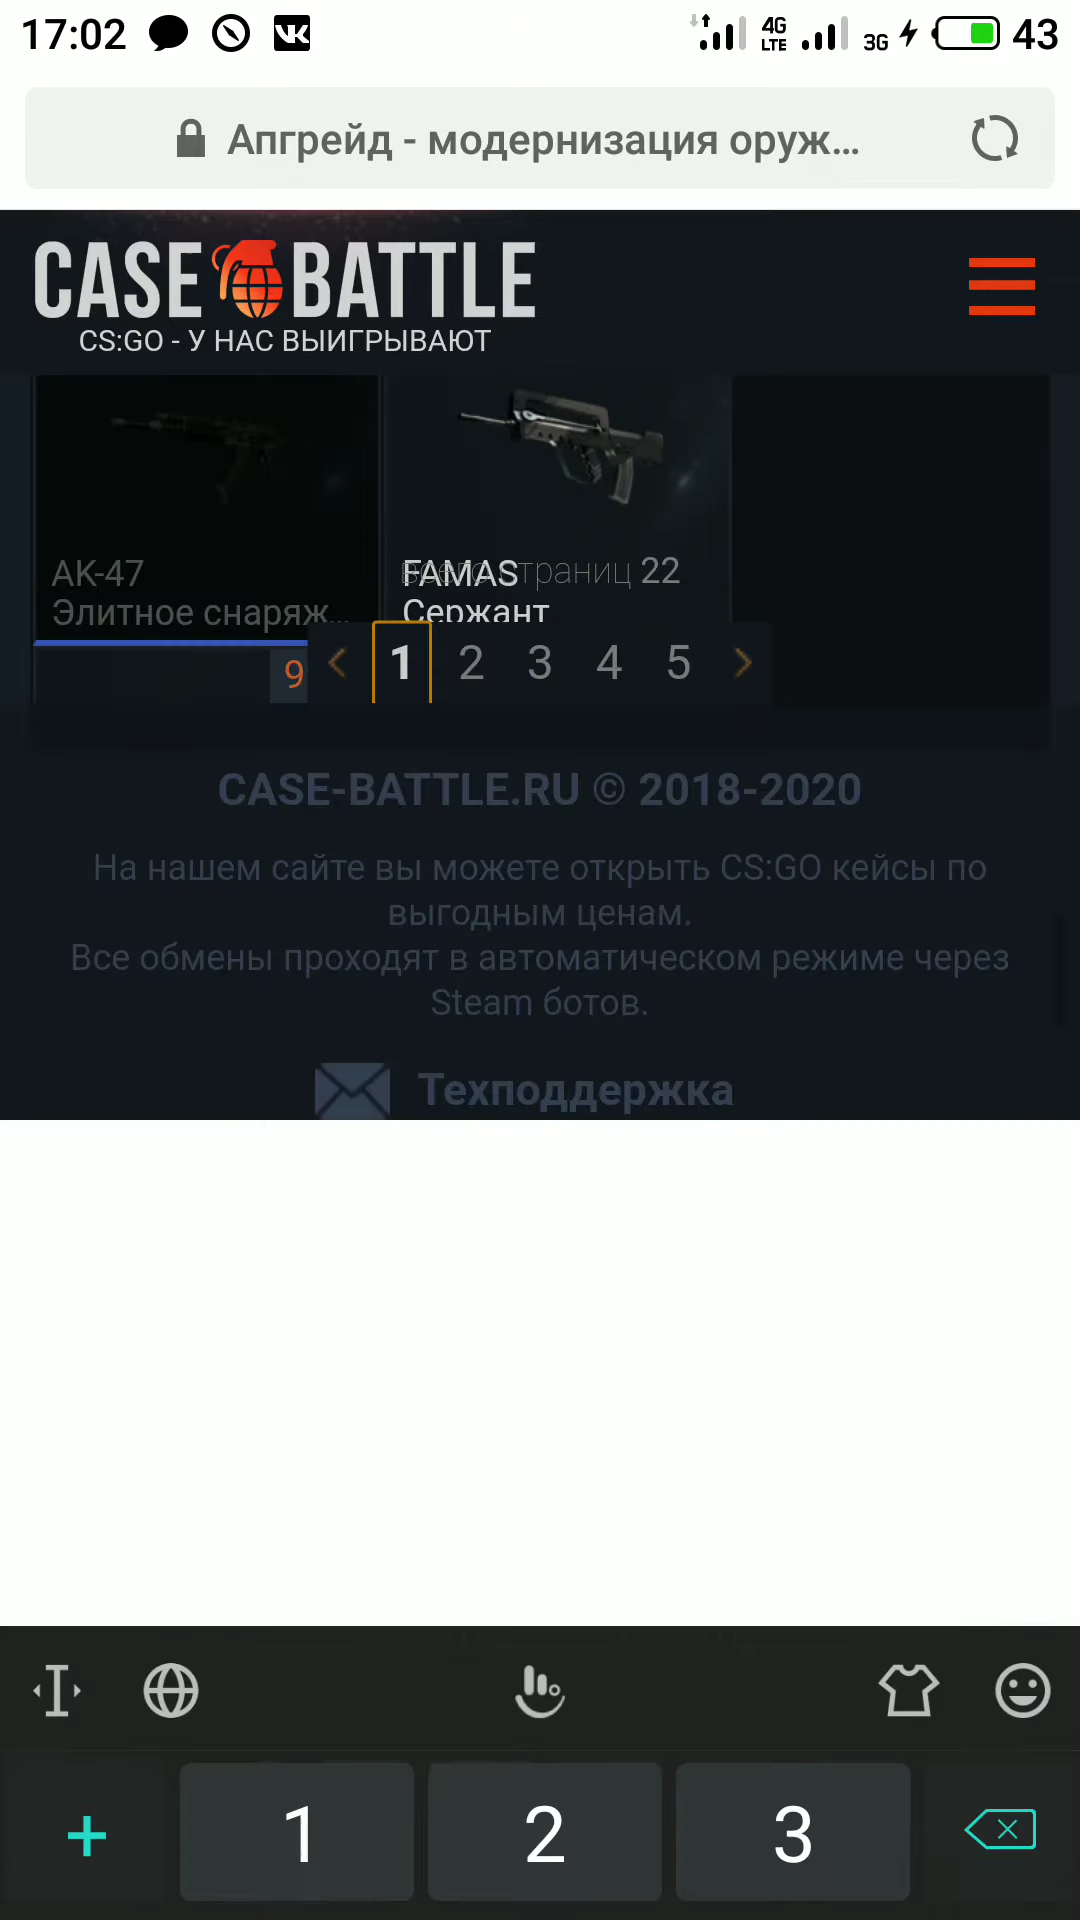 17:02
4G
LTE
3G
43
Апгрейд - модернизация оруж...
CASE BATTLE
CS:GO - У НАС ВЫИГРЫВАЮТ
AK-47
Элитное снаряж...
FAMAS
Сержант
всего страниц 22
9
< 1 2 3 4 5 >
CASE-BATTLE.RU © 2018-2020
На нашем сайте вы можете открыть CS:GO кейсы по
выгодным ценам.
Все обмены проходят в автоматическом режиме через
Steam ботов.
Техподдержка
+ 1 2 3